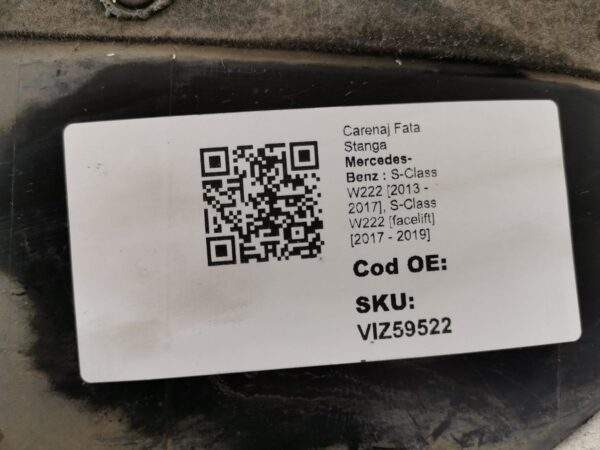 Carenaj Fata
Stanga
Mercedes-
Benz : S-Class
W222 [2013 -
2017], S-Class
W222 [facelift]
[2017 - 2019]
Cod OE:
SKU:
VIZ59522
-